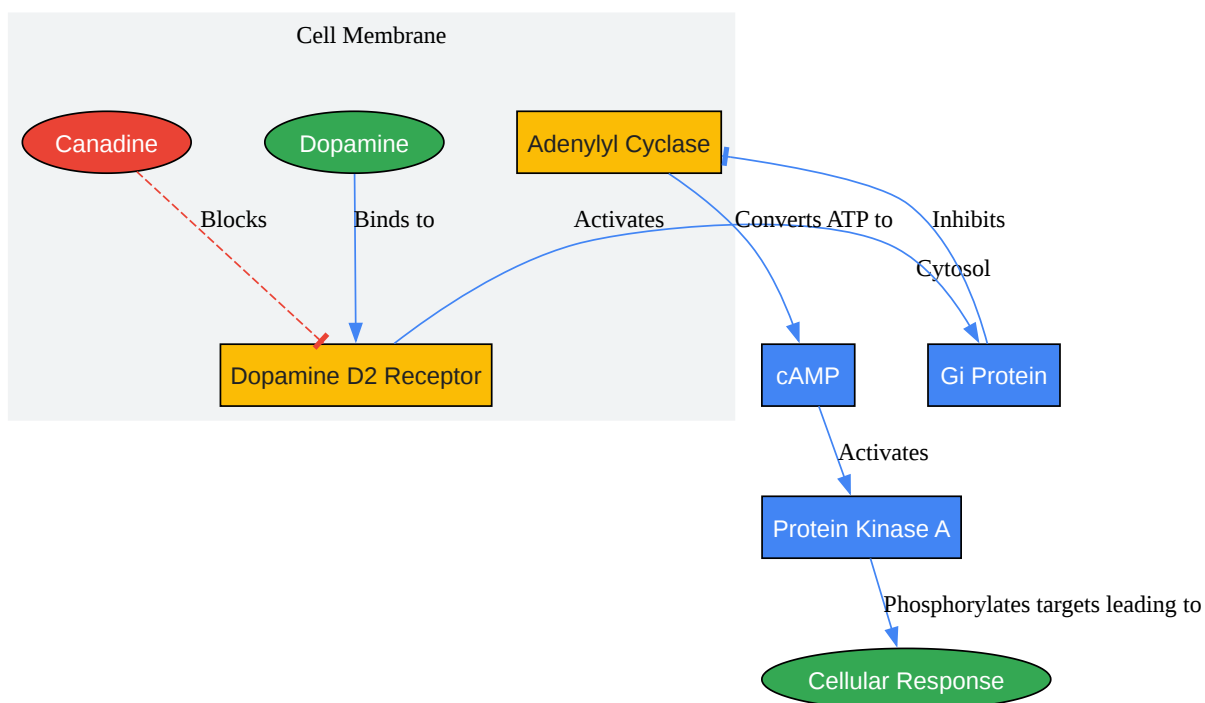 Cell Membrane
Canadine
Dopamine
Adenylyl Cyclase
Blocks
Binds to
Activates
Converts ATP to
Inhibits
Cytosol
Dopamine D2 Receptor
cAMP
Gi Protein
Activates
Protein Kinase A
Phosphorylates targets leading to
Cellular Response